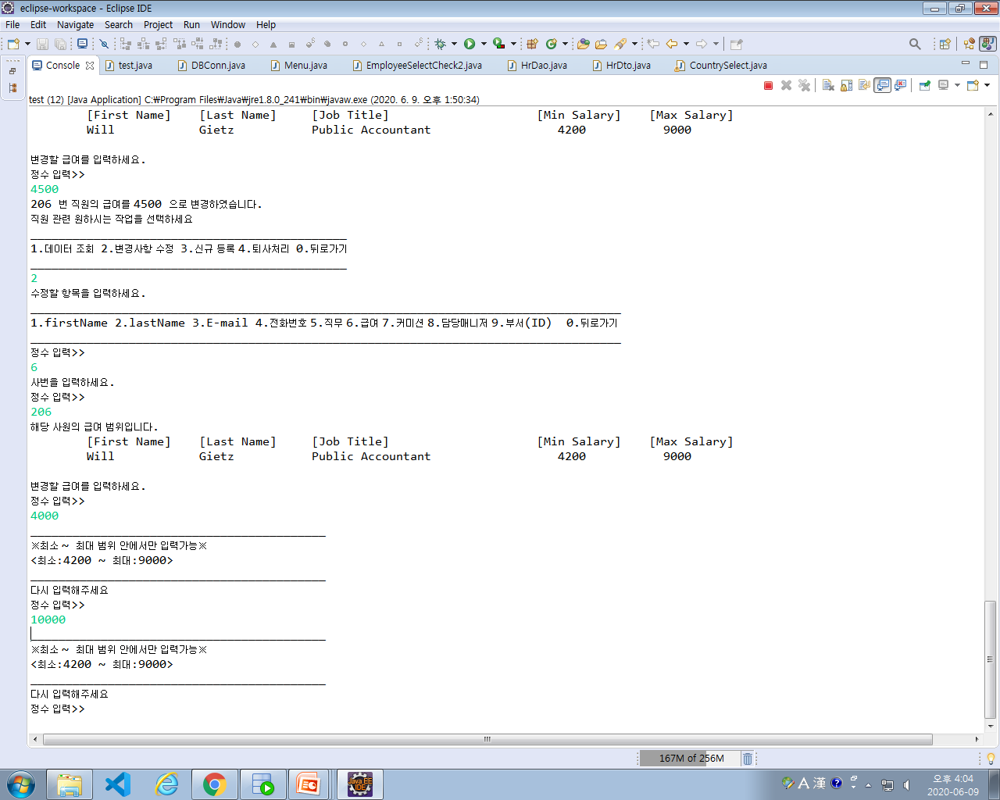 eclipse-workspace - Eclipse IDE
File Edit Navigate Search Project Run Window Help
Console test.java DBConn.java Menu.java EmployeeSelectCheck2.java HrDao.java HrDto.java CountrySelect.java
test (12) [Java Application] C:₩Program Files₩Java₩jre1.8.0_241₩bin₩javaw.exe (2020. 6. 9. 오후 1:50:34)
[First Name] [Last Name] [Job Title] [Min Salary] [Max Salary]
Will Gietz Public Accountant 4200 9000
변경할 급여를 입력하세요.
정수 입력>>
4500
206 번 직원의 급여를 4500 으로 변경하였습니다.
직원 관련 원하시는 작업을 선택하세요
_____________________________________________
1.데이터 조회 2.변경사항 수정 3.신규 등록 4.퇴사처리 0.뒤로가기
_____________________________________________
2
수정할 항목을 입력하세요.
____________________________________________________________________________________
1.firstName 2.lastName 3.E-mail 4.전화번호 5.직무 6.급여 7.커미션 8.담당매니저 9.부서(ID) 0.뒤로가기
____________________________________________________________________________________
정수 입력>>
6
사번을 입력하세요.
정수 입력>>
206
해당 사원의 급여 범위입니다.
[First Name] [Last Name] [Job Title] [Min Salary] [Max Salary]
Will Gietz Public Accountant 4200 9000
변경할 급여를 입력하세요.
정수 입력>>
4000
__________________________________________
※최소 ~ 최대 범위 안에서만 입력가능※
<최소:4200 ~ 최대:9000>
__________________________________________
다시 입력해주세요
정수 입력>>
10000
__________________________________________
※최소 ~ 최대 범위 안에서만 입력가능※
<최소:4200 ~ 최대:9000>
__________________________________________
다시 입력해주세요
정수 입력>>
167M of 256M
Java EE
IDE
A 漢
오후 4:04
2020-06-09